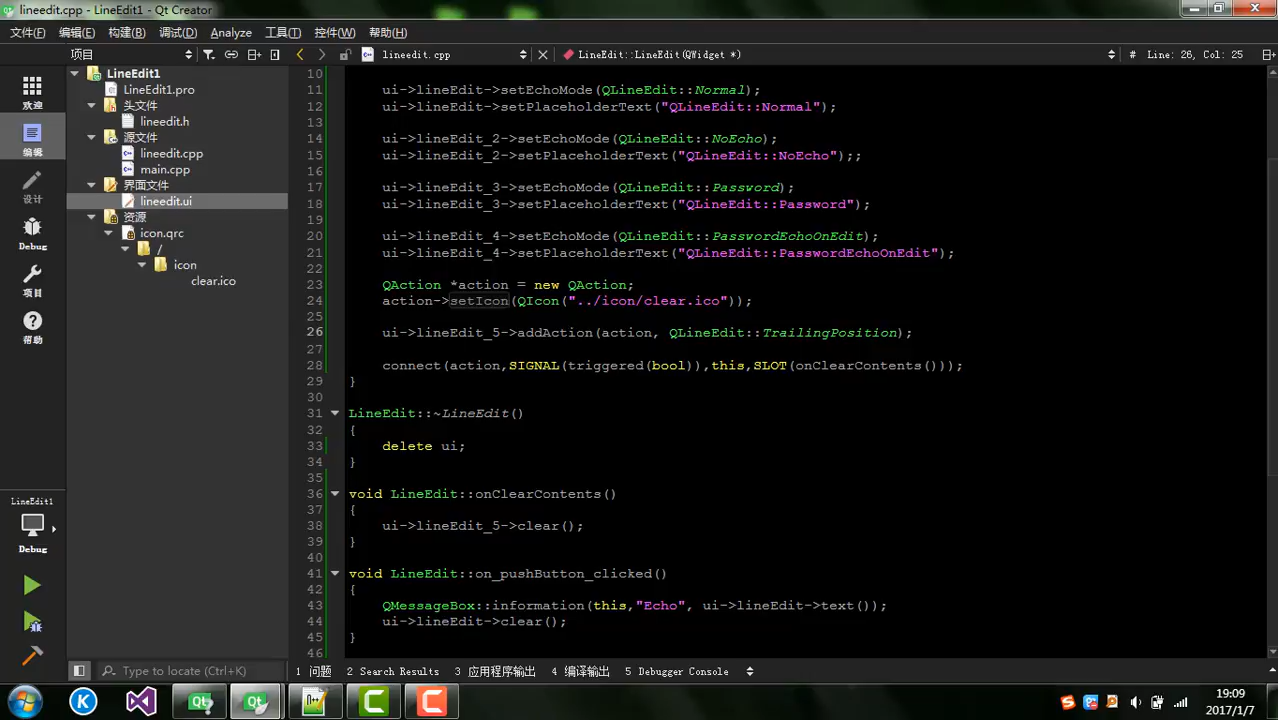 lineedit.cpp - LineEdit1 - Qt Creator
文件(F) 编辑(E) 构建(B) 调试(D) Analyze 工具(T) 控件(W) 帮助(H)
项目 lineedit.cpp LineEdit::LineEdit(QWidget *) # Line: 26, Col: 25
欢迎
编辑
设计
Debug
项目
帮助
LineEdit1
Debug
LineEdit1
LineEdit1.pro
头文件
lineedit.h
源文件
lineedit.cpp
main.cpp
界面文件
lineedit.ui
资源
icon.qrc
/
icon
clear.ico
10
11 ui->lineEdit->setEchoMode(QLineEdit::Normal);
12 ui->lineEdit->setPlaceholderText("QLineEdit::Normal");
13
14 ui->lineEdit_2->setEchoMode(QLineEdit::NoEcho);
15 ui->lineEdit_2->setPlaceholderText("QLineEdit::NoEcho");;
16
17 ui->lineEdit_3->setEchoMode(QLineEdit::Password);
18 ui->lineEdit_3->setPlaceholderText("QLineEdit::Password");
19
20 ui->lineEdit_4->setEchoMode(QLineEdit::PasswordEchoOnEdit);
21 ui->lineEdit_4->setPlaceholderText("QLineEdit::PasswordEchoOnEdit");
22
23 QAction *action = new QAction;
24 action->setIcon(QIcon("../icon/clear.ico"));
25
26 ui->lineEdit_5->addAction(action, QLineEdit::TrailingPosition);
27
28 connect(action,SIGNAL(triggered(bool)),this,SLOT(onClearContents()));
29 }
30
31 LineEdit::~LineEdit()
32 {
33 delete ui;
34 }
35
36 void LineEdit::onClearContents()
37 {
38 ui->lineEdit_5->clear();
39 }
40
41 void LineEdit::on_pushButton_clicked()
42 {
43 QMessageBox::information(this,"Echo", ui->lineEdit->text());
44 ui->lineEdit->clear();
45 }
46
Type to locate (Ctrl+K) 1 问题 2 Search Results 3 应用程序输出 4 编译输出 5 Debugger Console
19:09
2017/1/7